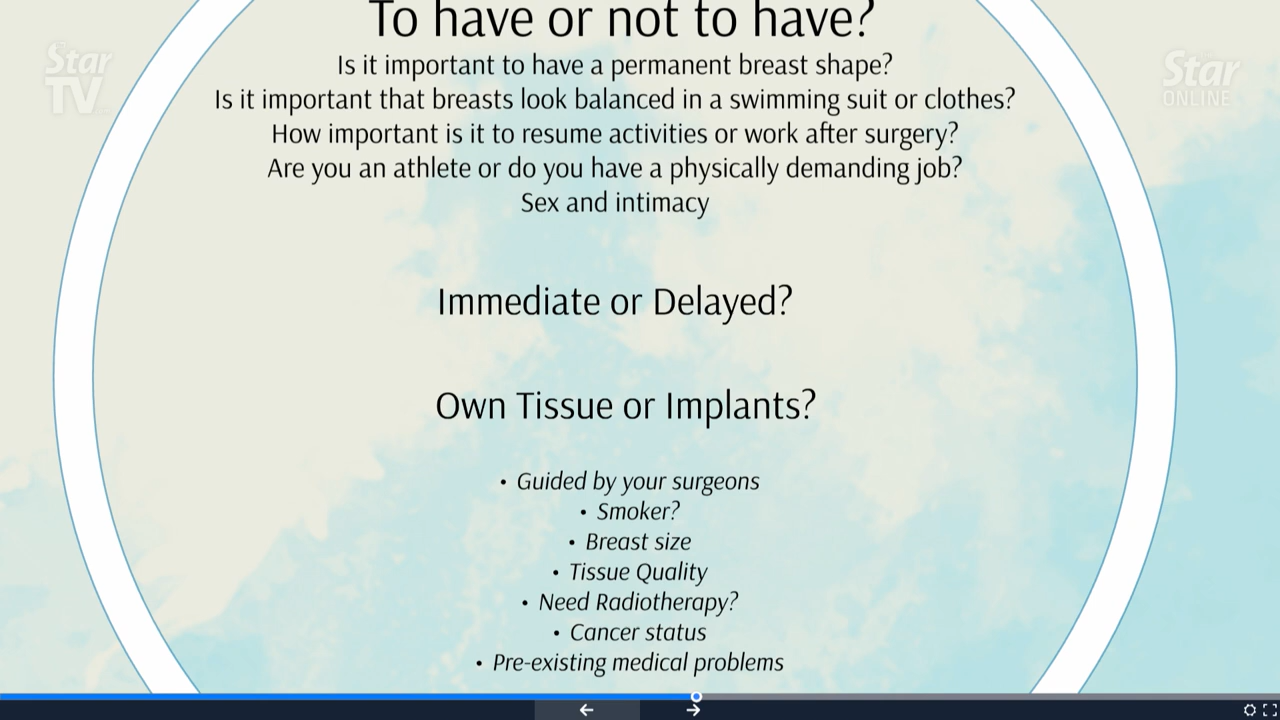 To have or not to have?
Is it important to have a permanent breast shape?
Is it important that breasts look balanced in a swimming suit or clothes?
How important is it to resume activities or work after surgery?
Are you an athlete or do you have a physically demanding job?
Sex and intimacy
Immediate or Delayed?
Own Tissue or Implants?
• Guided by your surgeons
• Smoker?
• Breast size
• Tissue Quality
• Need Radiotherapy?
• Cancer status
• Pre-existing medical problems
Star
TV
Star
ONLINE